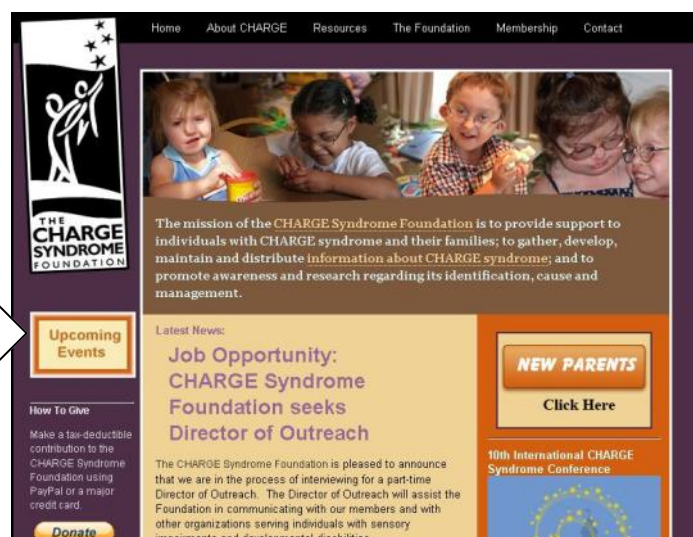 Home About CHARGE Resources The Foundation Membership Contact
THE
CHARGE
SYNDROME
FOUNDATION
The mission of the CHARGE Syndrome Foundation is to provide support to
individuals with CHARGE syndrome and their families; to gather, develop,
maintain and distribute information about CHARGE syndrome; and to
promote awareness and research regarding its identification, cause and
management.
Upcoming
Events
How To Give
Make a tax-deductible
contribution to the
CHARGE Syndrome
Foundation using
PayPal or a major
credit card.
Donate
Latest News:
Job Opportunity:
CHARGE Syndrome
Foundation seeks
Director of Outreach
The CHARGE Syndrome Foundation is pleased to announce
that we are in the process of interviewing for a part-time
Director of Outreach. The Director of Outreach will assist the
Foundation in communicating with our members and with
other organizations serving individuals with sensory
impairments and developmental disabilities
NEW PARENTS
Click Here
10th International CHARGE
Syndrome Conference